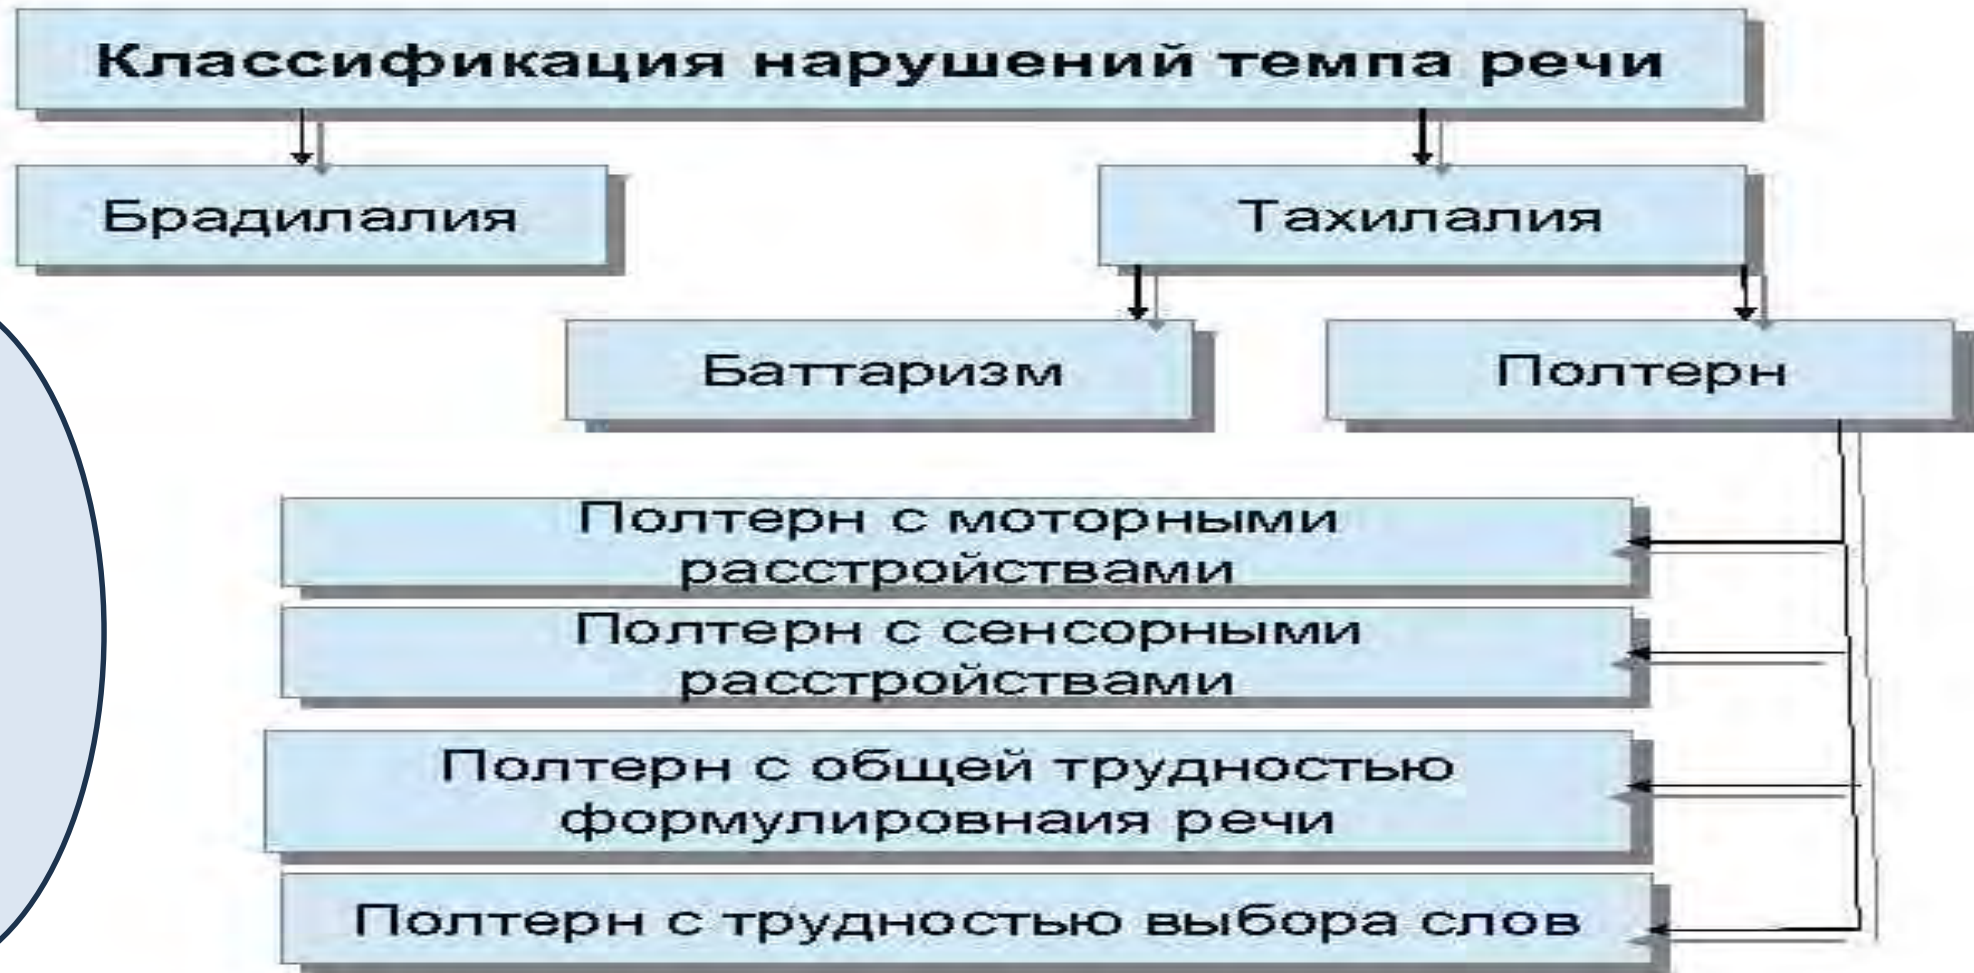 Классификация нарушений темпа речи
Брадилалия
Тахилалия
Баттаризм
Полтерн
Полтерн с моторными
расстройствами
Полтерн с сенсорными
расстройствами
Полтерн с общей трудностью
формулировнаия речи
Полтерн с трудностью выбора слов